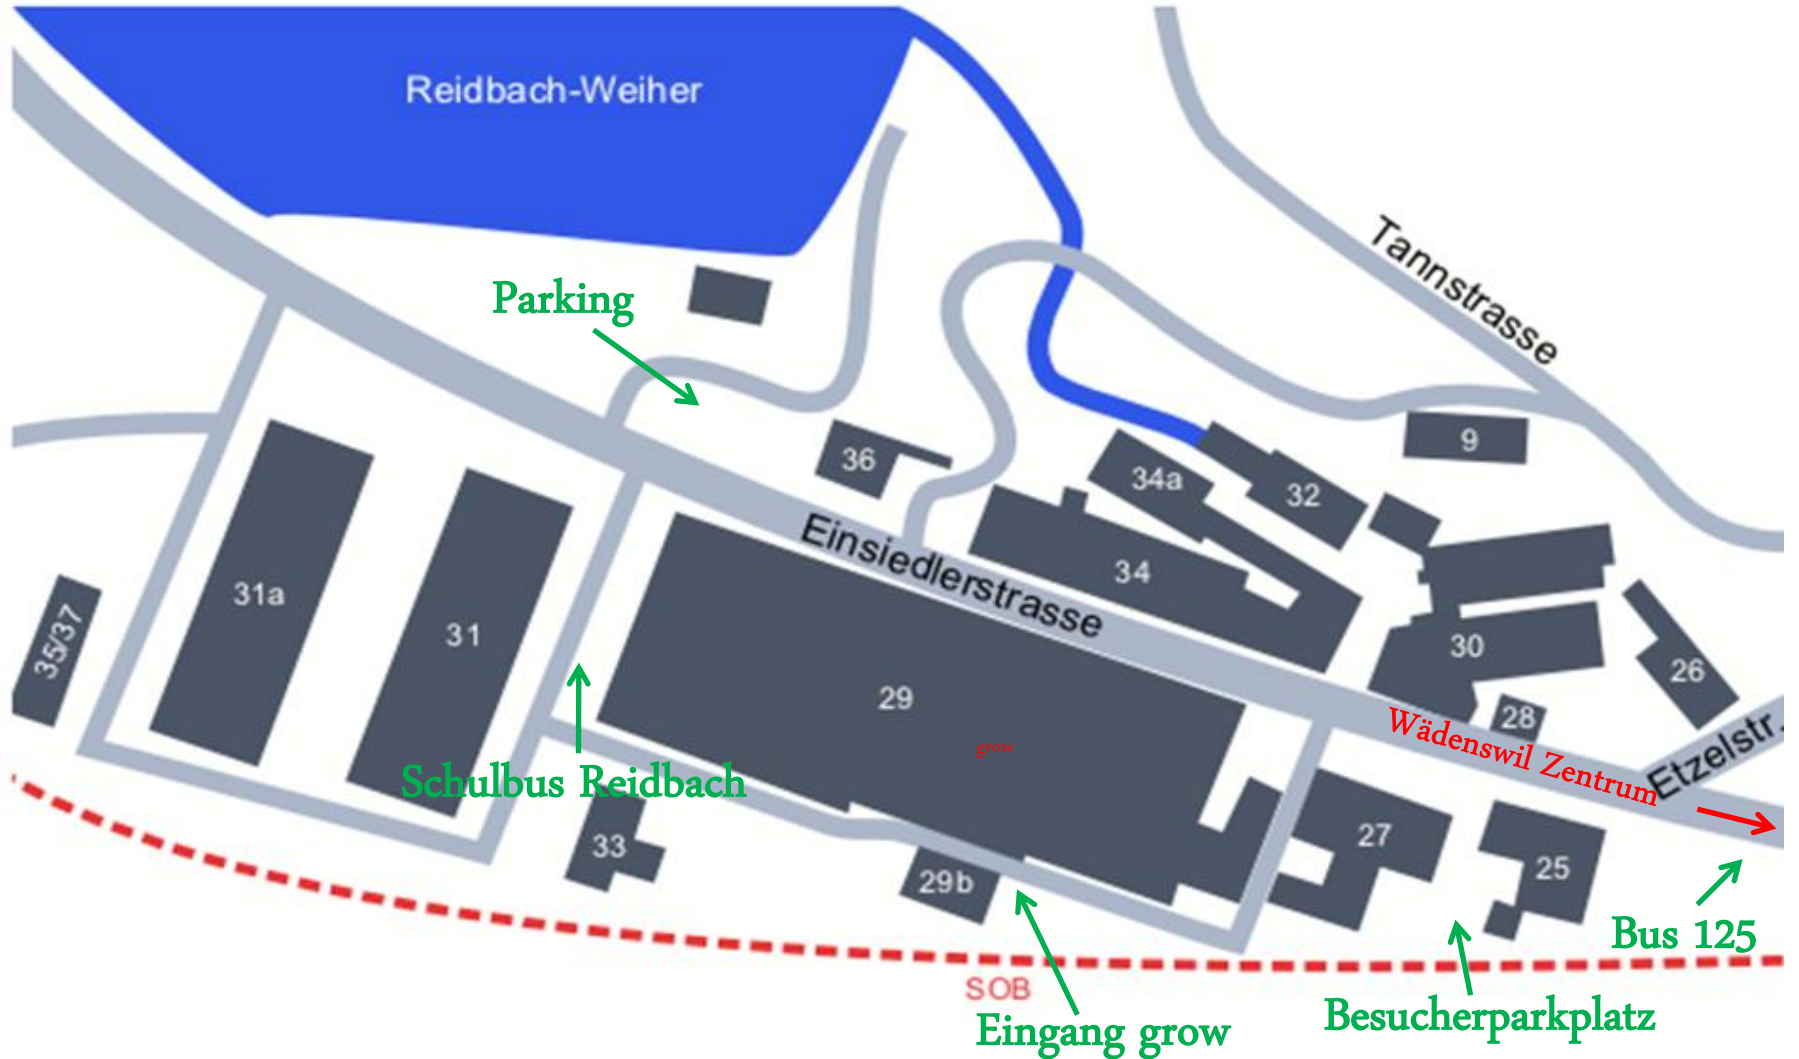 Reidbach-Weiher
Tannstrasse
Parking
36
9
34a
32
Einsiedlerstrasse
34
31a
31
35/37
30
26
29
28
grow
Wädenswil Zentrum
Etzelstr.
Schulbus Reidbach
33
29b
27
25
Bus 125
SOB
Eingang grow
Besucherparkplatz